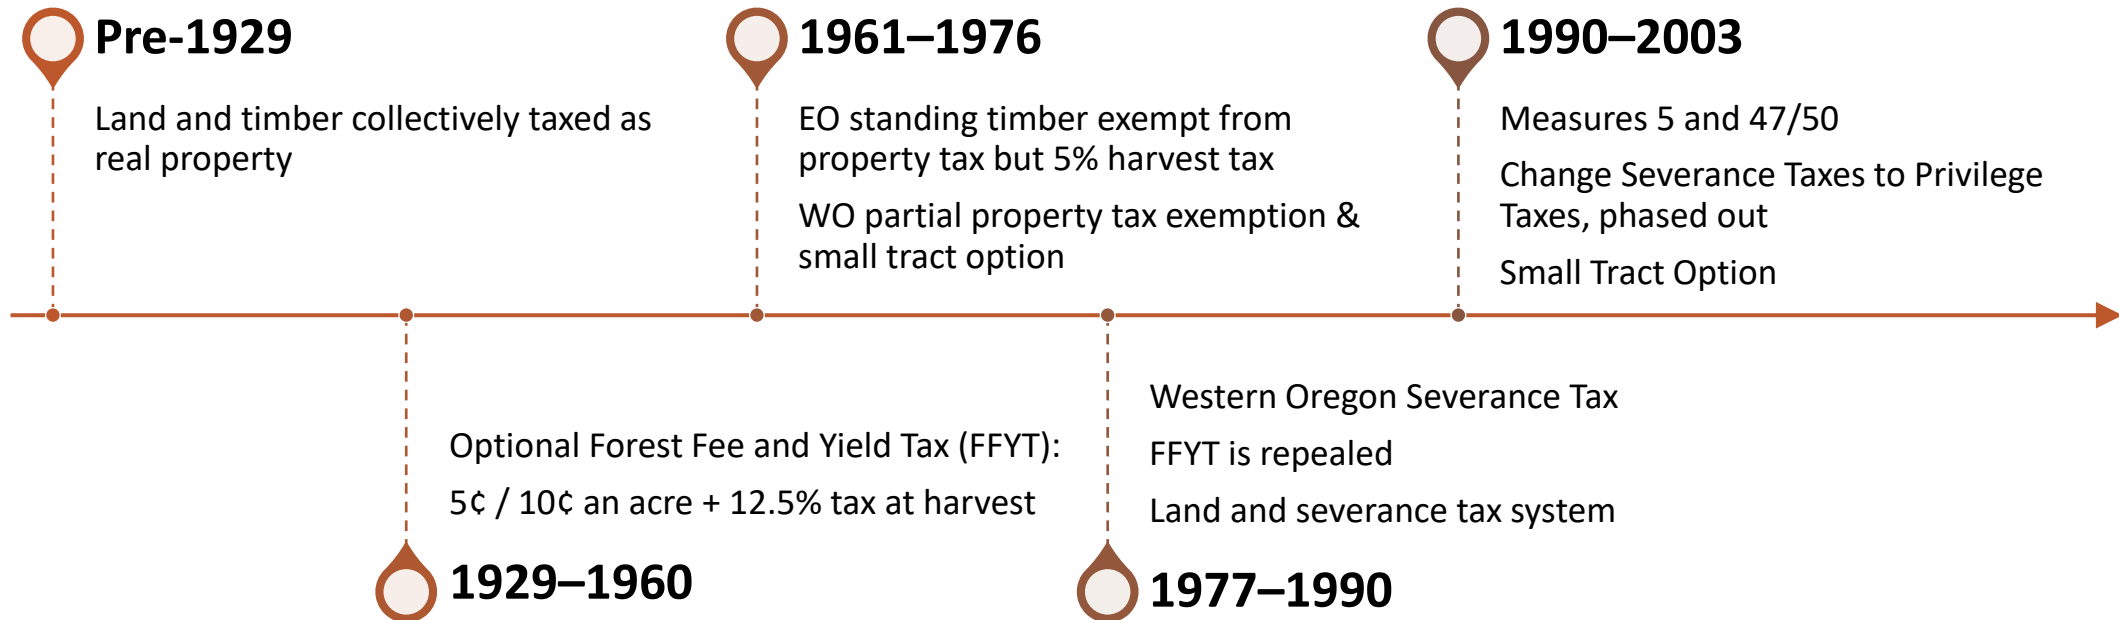 Pre-1929
Land and timber collectively taxed as
real property
1929–1960
Optional Forest Fee and Yield Tax (FFYT):
5¢ / 10¢ an acre + 12.5% tax at harvest
1961–1976
EO standing timber exempt from
property tax but 5% harvest tax
WO partial property tax exemption &
small tract option
1977–1990
Western Oregon Severance Tax
FFYT is repealed
Land and severance tax system
1990–2003
Measures 5 and 47/50
Change Severance Taxes to Privilege
Taxes, phased out
Small Tract Option